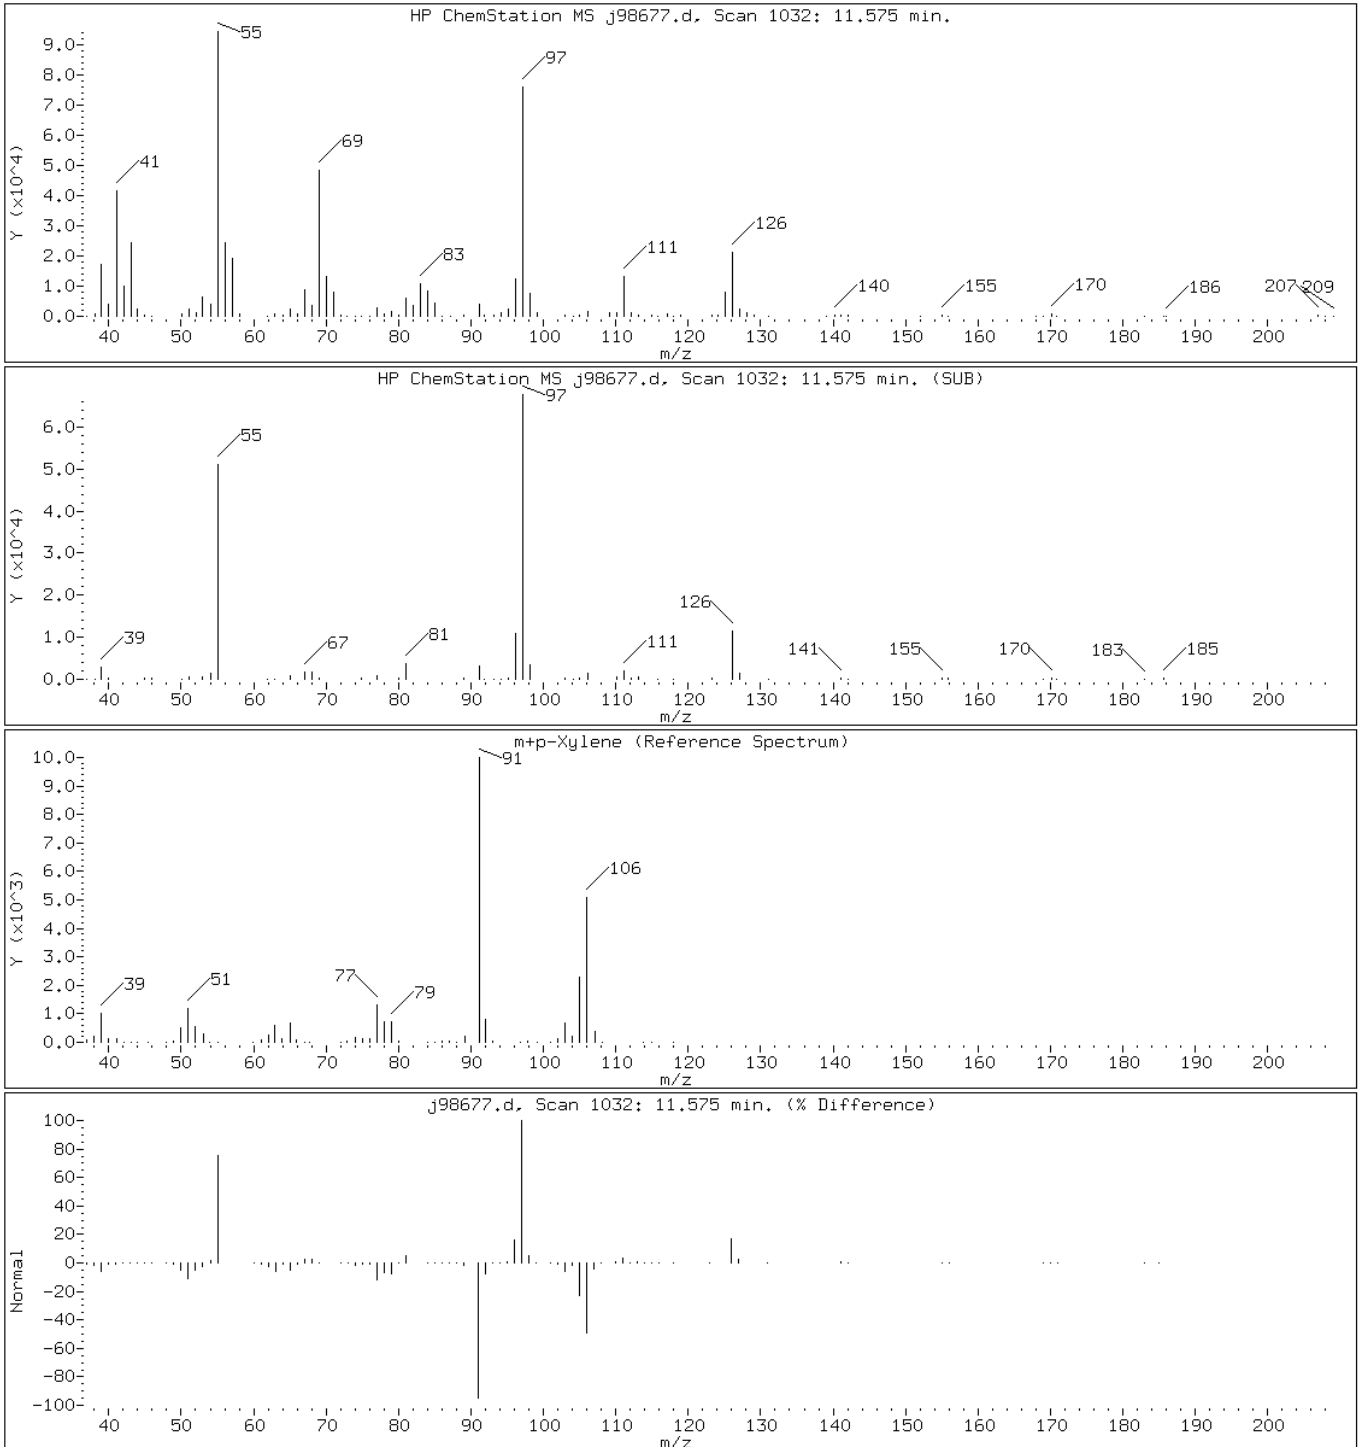 HP ChemStation MS j98677.d, Scan 1032: 11.575 min.
55
9.0
8.0
97
7.0
6.0
69
41
5.0
4.0
3.0
126
111
2.0
83
1.0
140 155 170 186 207 209
0.0
40 50 60 70 80 90 100 110 120 130 140 150 160 170 180 190 200
m/z
Y (x10^4)
HP ChemStation MS j98677.d, Scan 1032: 11.575 min. (SUB)
97
6.0
55
5.0
4.0
3.0
2.0
126
1.0
39 67 81 111 141 155 170 183 185
0.0
40 50 60 70 80 90 100 110 120 130 140 150 160 170 180 190 200
m/z
Y (x10^4)
m+p-Xylene (Reference Spectrum)
10.0
91
9.0
8.0
7.0
6.0
106
5.0
4.0
3.0
39 51 77 79
2.0
1.0
0.0
40 50 60 70 80 90 100 110 120 130 140 150 160 170 180 190 200
m/z
Y (x10^3)
j98677.d, Scan 1032: 11.575 min. (% Difference)
100
80
60
40
20
0
-20
-40
-60
-80
-100
40 50 60 70 80 90 100 110 120 130 140 150 160 170 180 190 200
m/z
Normal